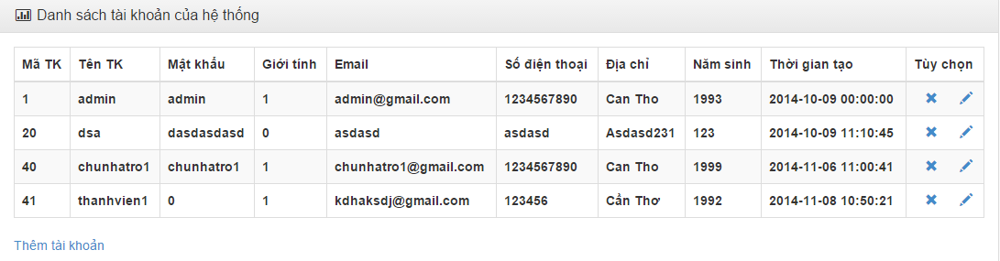 Danh sách tài khoản của hệ thống
Mã TK Tên TK Mật khẩu Giới tính Email Số điện thoại Địa chỉ Năm sinh Thời gian tạo Tùy chọn
1 admin admin 1 admin@gmail.com 1234567890 Can Tho 1993 2014-10-09 00:00:00
20 dsa dasdasdasd 0 asdasd asdasd Asdasd231 123 2014-10-09 11:10:45
40 chunhatro1 chunhatro1 1 chunhatro1@gmail.com 1234567890 Can Tho 1999 2014-11-06 11:00:41
41 thanhvien1 0 1 kdhaksdj@gmail.com 123456 Cần Thơ 1992 2014-11-08 10:50:21
Thêm tài khoản